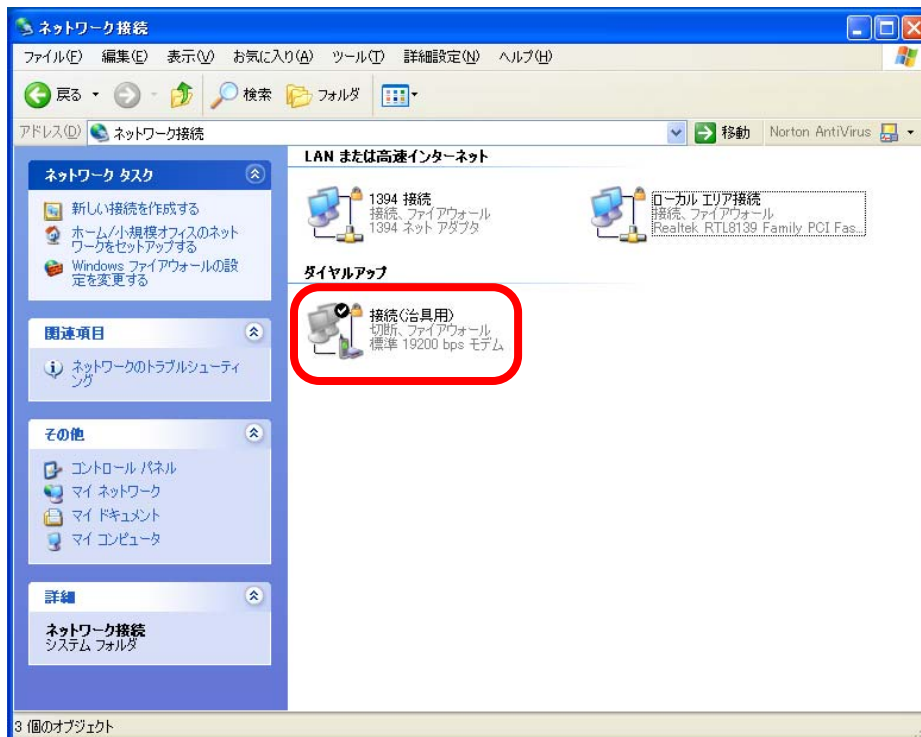 ネットワーク接続
ファイル(F) 編集(E) 表示(V) お気に入り(A) ツール(T) 詳細設定(N) ヘルプ(H)
戻る 検索 フォルダ
アドレス(D) ネットワーク接続 移動 Norton AntiVirus
ネットワーク タスク
新しい接続を作成する
ホーム/小規模オフィスのネット
ワークをセットアップする
Windows ファイアウォールの設
定を変更する
関連項目
ネットワークのトラブルシューティ
ング
その他
コントロール パネル
マイ ネットワーク
マイ ドキュメント
マイ コンピュータ
詳細
ネットワーク接続
システム フォルダ
LAN または高速インターネット
1394 接続
接続、ファイアウォール
1394 ネット アダプタ
ローカル エリア接続
接続、ファイアウォール
Realtek RTL8139 Family PCI Fas...
ダイヤルアップ
接続(治具用)
切断、ファイアウォール
標準 19200 bps モデム
3 個のオブジェクト